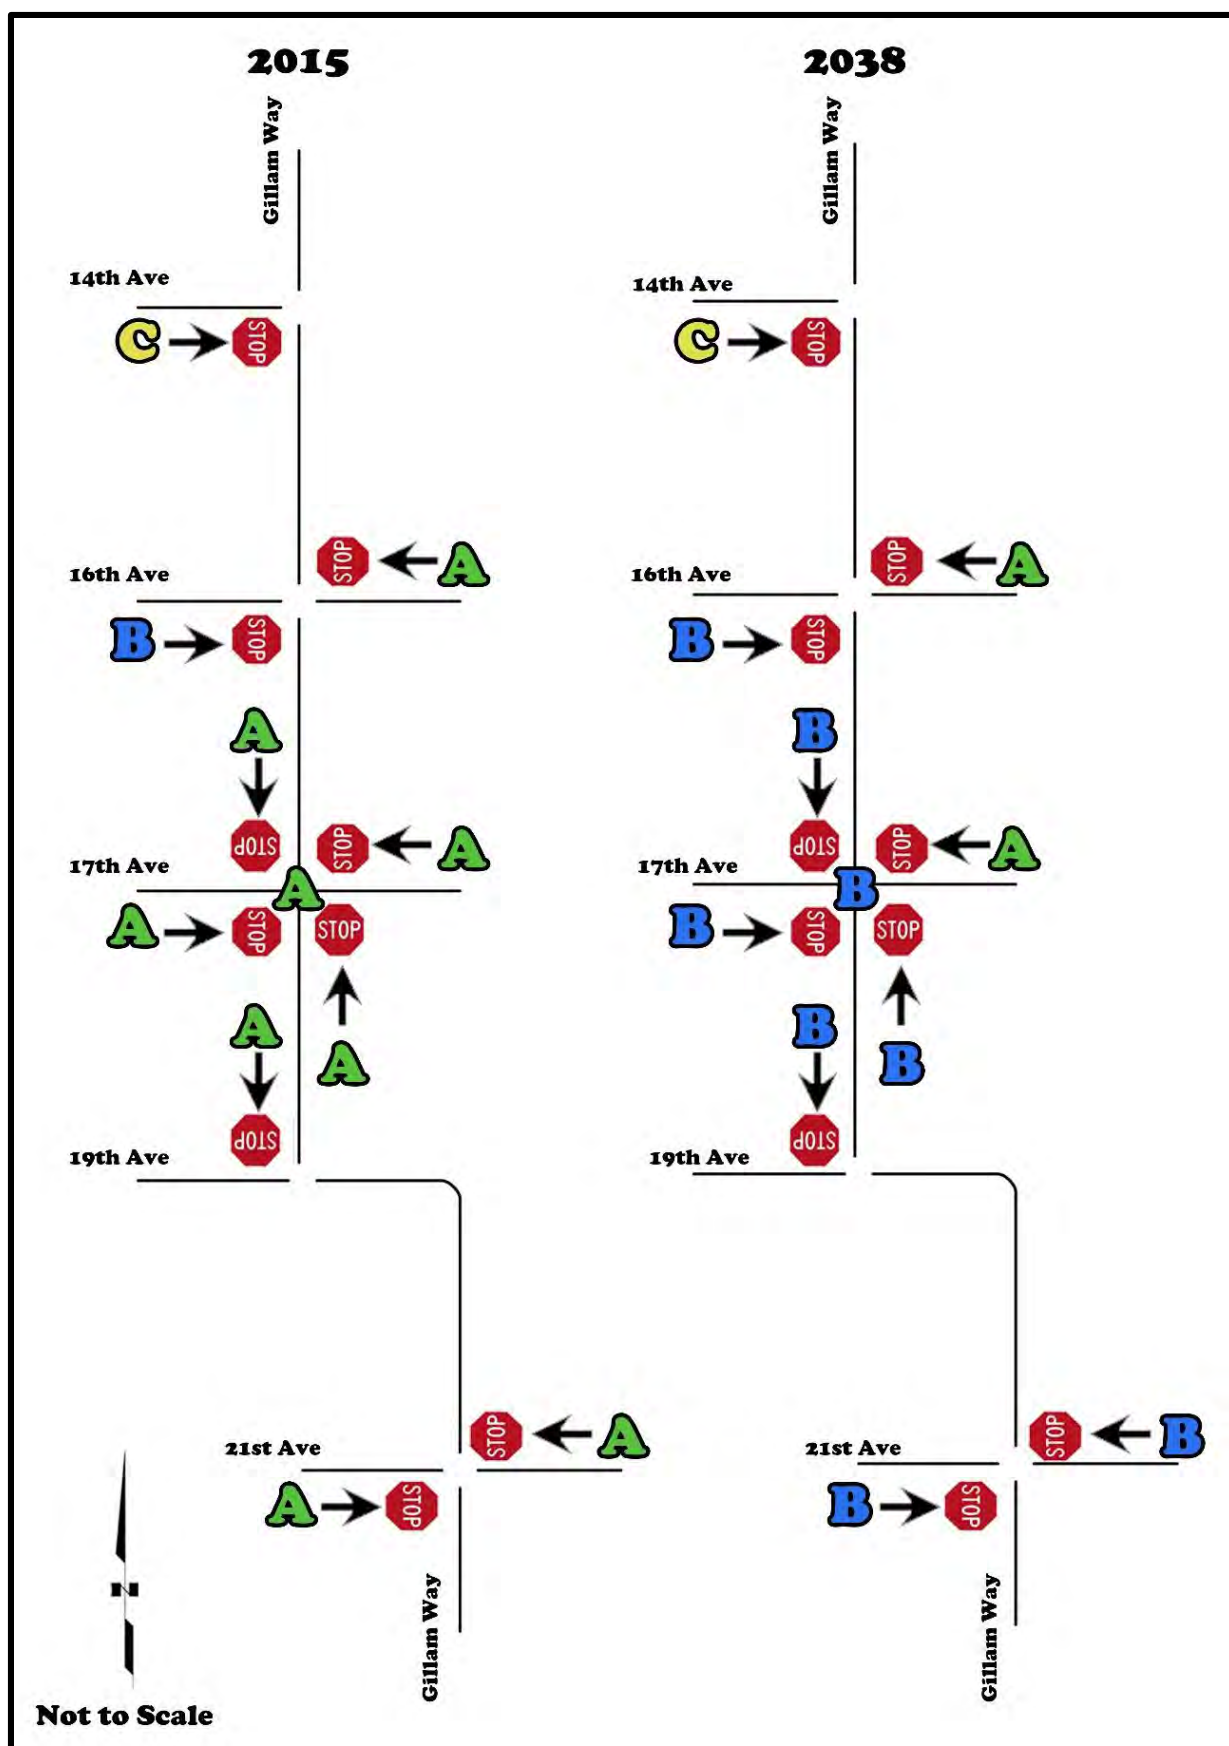 2015
Gillam Way
14th Ave
C STOP
STOP A
16th Ave
B STOP
A
STOP STOP A
17th Ave
A
A STOP STOP
A
A
STOP
19th Ave
STOP A
21st Ave
A STOP
Gillam Way
2038
Gillam Way
14th Ave
C STOP
STOP A
16th Ave
B STOP
B
STOP STOP A
17th Ave
B
B STOP STOP
B
B
STOP
19th Ave
STOP B
21st Ave
B STOP
Gillam Way
N
Not to Scale